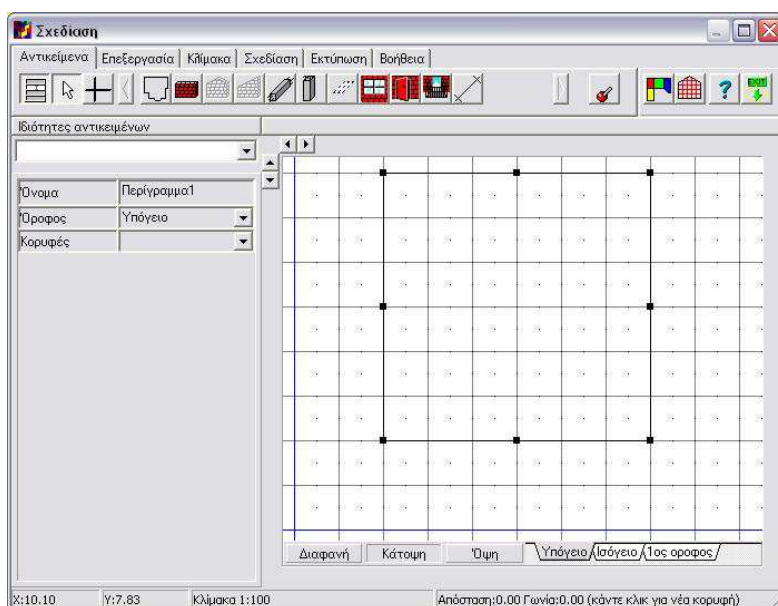 Σχεδίαση
Αντικείμενα Επεξεργασία Κλίμακα Σχεδίαση Εκτύπωση Βοήθεια
EXIT
Ιδιότητες αντικειμένων
Όνομα Περίγραμμα1
Όροφος Υπόγειο
Κορυφές
Διαφανή Κάτοψη Όψη Υπόγειο Ισόγειο 1ος οροφος
X:10.10 Y:7.83 Κλίμακα 1:100 Απόσταση:0.00 Γωνία:0.00 (κάντε κλικ για νέα κορυφή)